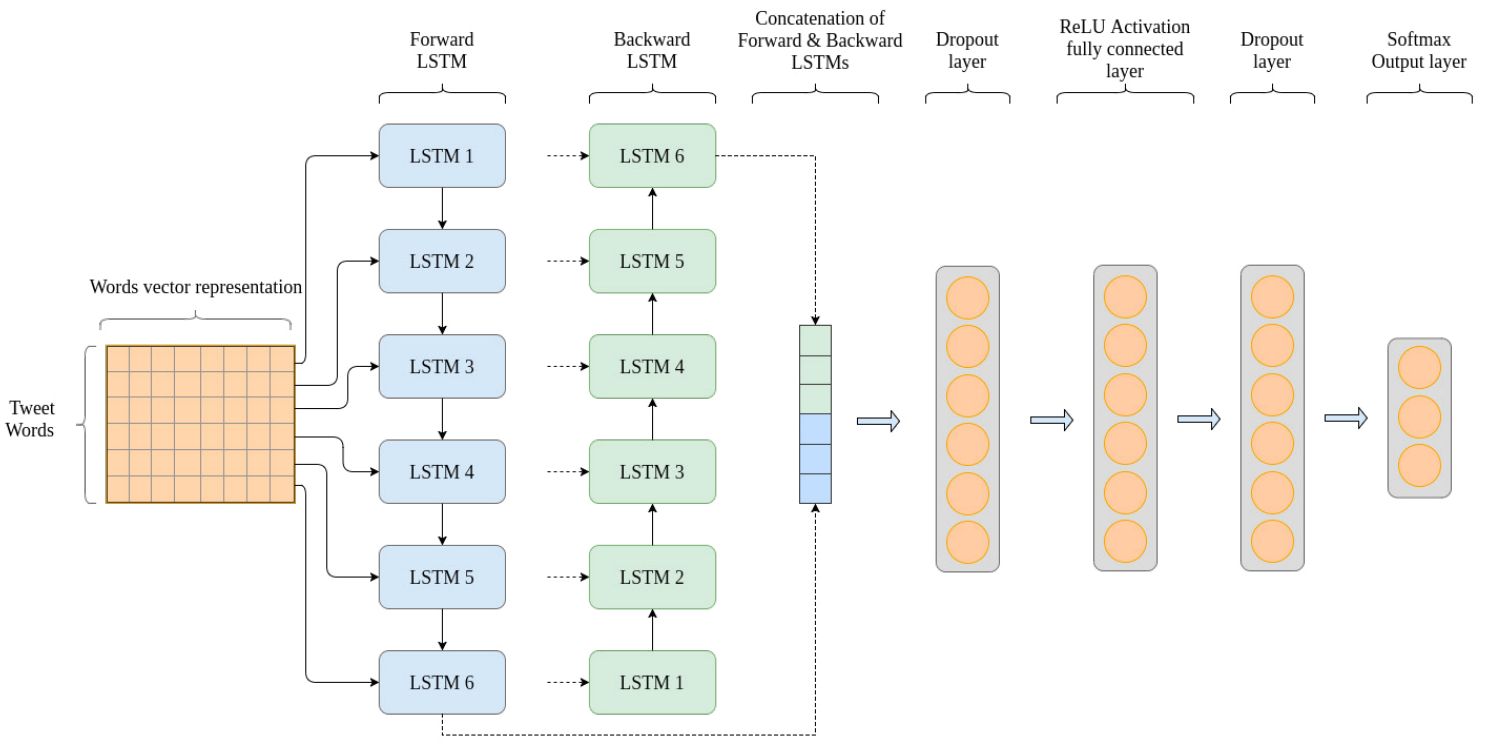 Forward
LSTM
Backward
LSTM
Concatenation of
Forward & Backward
LSTMs
Dropout
layer
ReLU Activation
fully connected
layer
Dropout
layer
Softmax
Output layer
Words vector representation
Tweet
Words
LSTM 1
LSTM 2
LSTM 3
LSTM 4
LSTM 5
LSTM 6
LSTM 6
LSTM 5
LSTM 4
LSTM 3
LSTM 2
LSTM 1